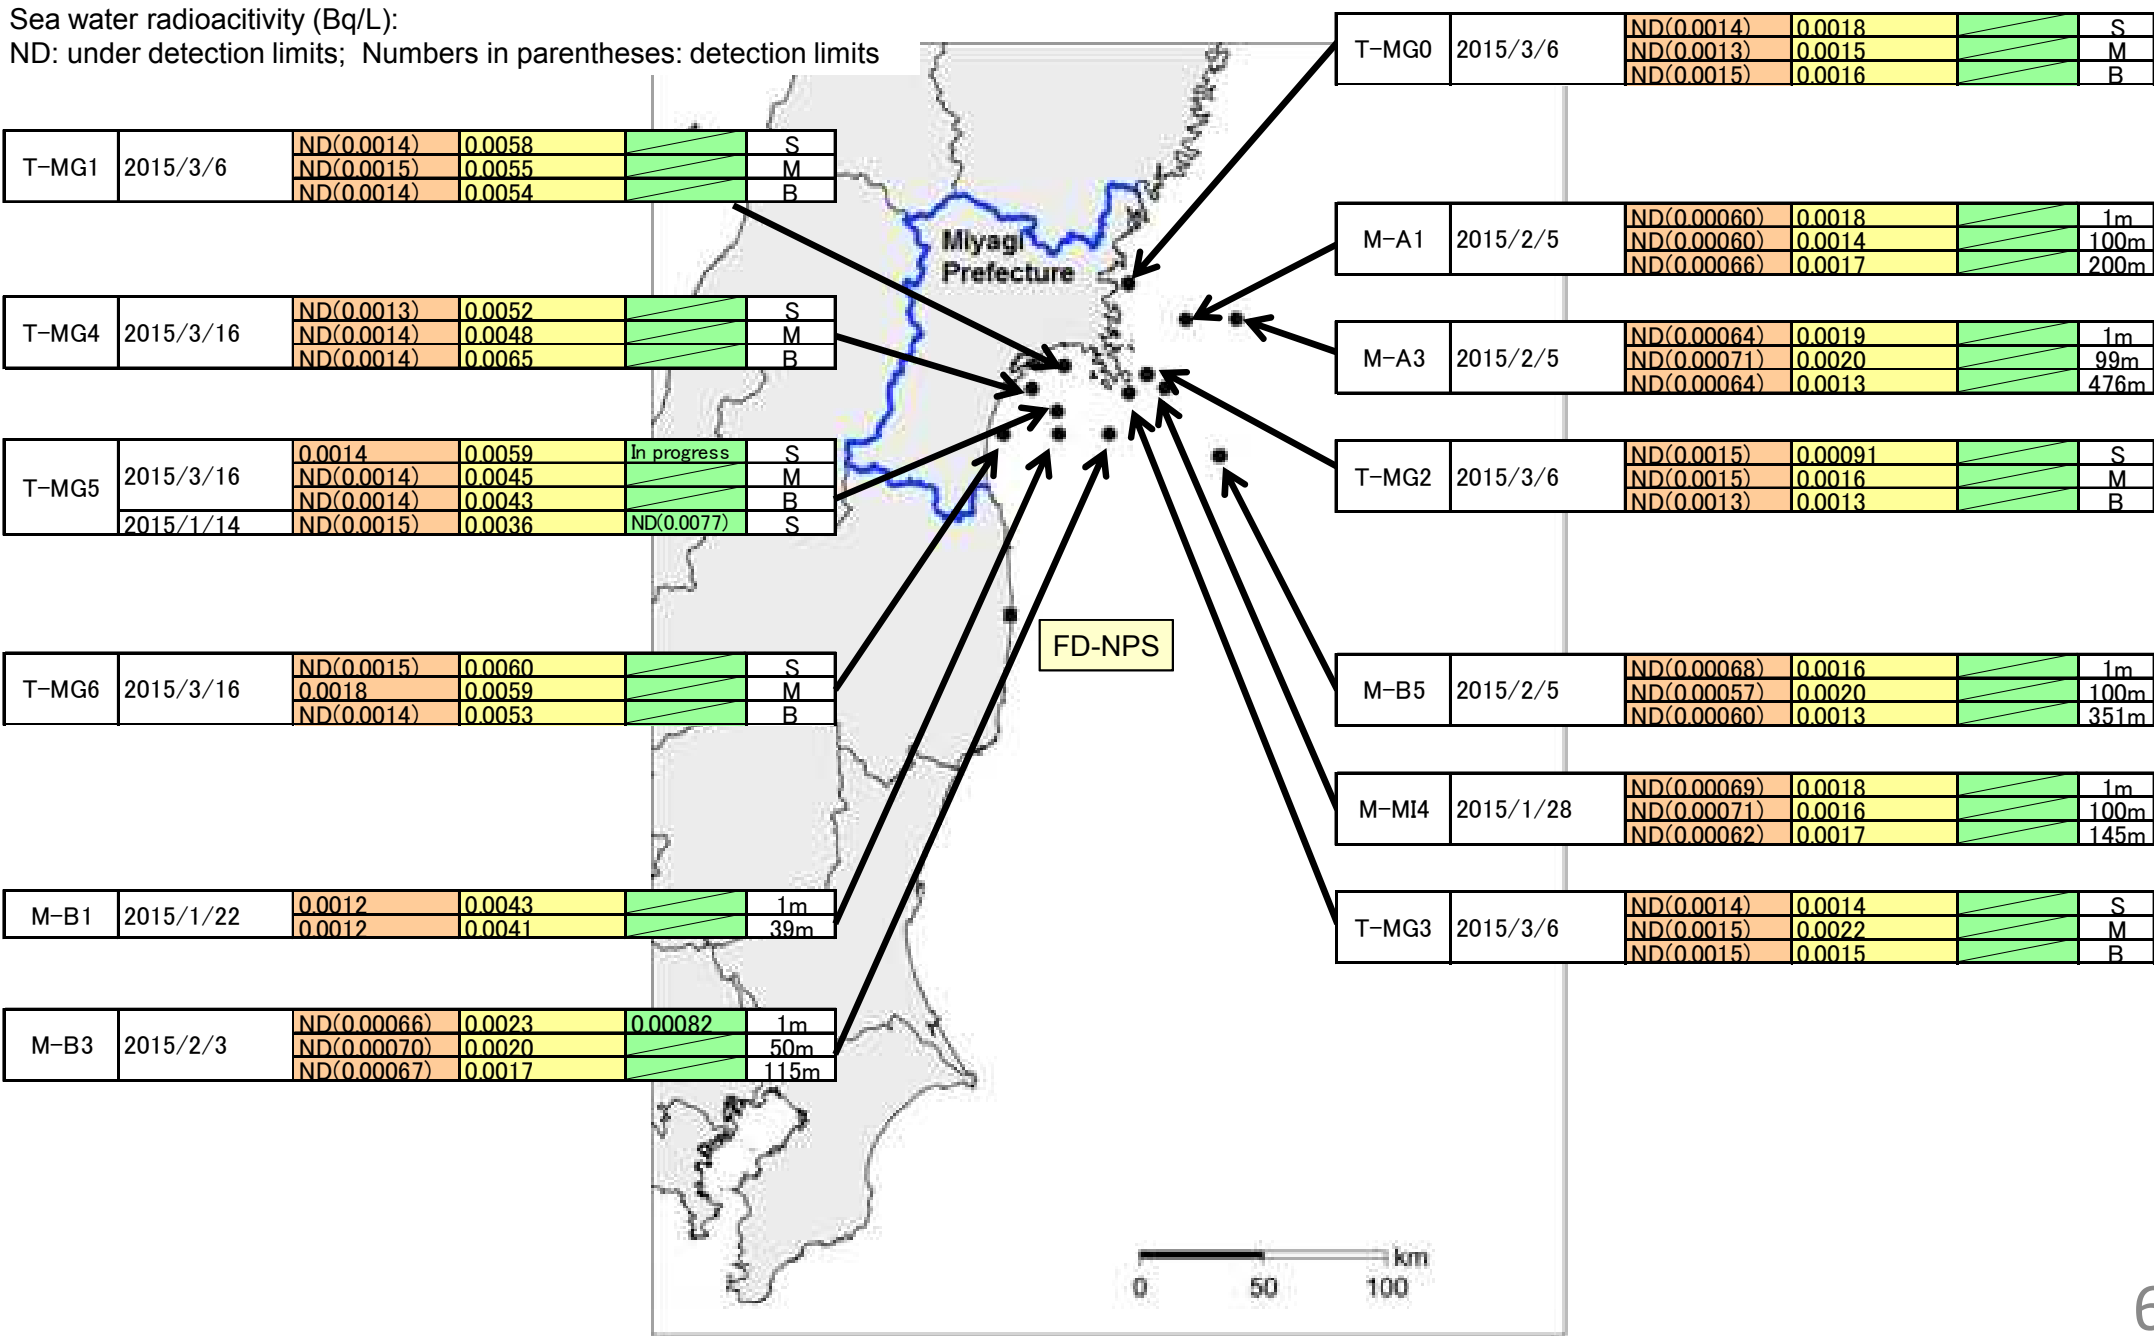 Sea water radioacitivity (Bq/L):
ND: under detection limits; Numbers in parentheses: detection limits
T-MG0 2015/3/6 ND(0.0014) 0.0018 S
ND(0.0013) 0.0015 M
ND(0.0015) 0.0016 B
T-MG1 2015/3/6 ND(0.0014) 0.0058 S
ND(0.0015) 0.0055 M
ND(0.0014) 0.0054 B
M-A1 2015/2/5 ND(0.00060) 0.0018 1m
ND(0.00060) 0.0014 100m
ND(0.00066) 0.0017 200m
Miyagi
Prefecture
T-MG4 2015/3/16 ND(0.0013) 0.0052 S
ND(0.0014) 0.0048 M
ND(0.0014) 0.0065 B
M-A3 2015/2/5 ND(0.00064) 0.0019 1m
ND(0.00071) 0.0020 99m
ND(0.00064) 0.0013 476m
T-MG5 2015/3/16 0.0014 0.0059 In progress S
ND(0.0014) 0.0045 M
ND(0.0014) 0.0043 B
2015/1/14 ND(0.0015) 0.0036 ND(0.0077) S
T-MG2 2015/3/6 ND(0.0015) 0.00091 S
ND(0.0015) 0.0016 M
ND(0.0013) 0.0013 B
FD-NPS
T-MG6 2015/3/16 ND(0.0015) 0.0060 S
0.0018 0.0059 M
ND(0.0014) 0.0053 B
M-B5 2015/2/5 ND(0.00068) 0.0016 1m
ND(0.00057) 0.0020 100m
ND(0.00060) 0.0013 351m
M-MI4 2015/1/28 ND(0.00069) 0.0018 1m
ND(0.00071) 0.0016 100m
ND(0.00062) 0.0017 145m
M-B1 2015/1/22 0.0012 0.0043 1m
0.0012 0.0041 39m
T-MG3 2015/3/6 ND(0.0014) 0.0014 S
ND(0.0015) 0.0022 M
ND(0.0015) 0.0015 B
M-B3 2015/2/3 ND(0.00066) 0.0023 0.00082 1m
ND(0.00070) 0.0020 50m
ND(0.00067) 0.0017 115m
km
0 50 100
6